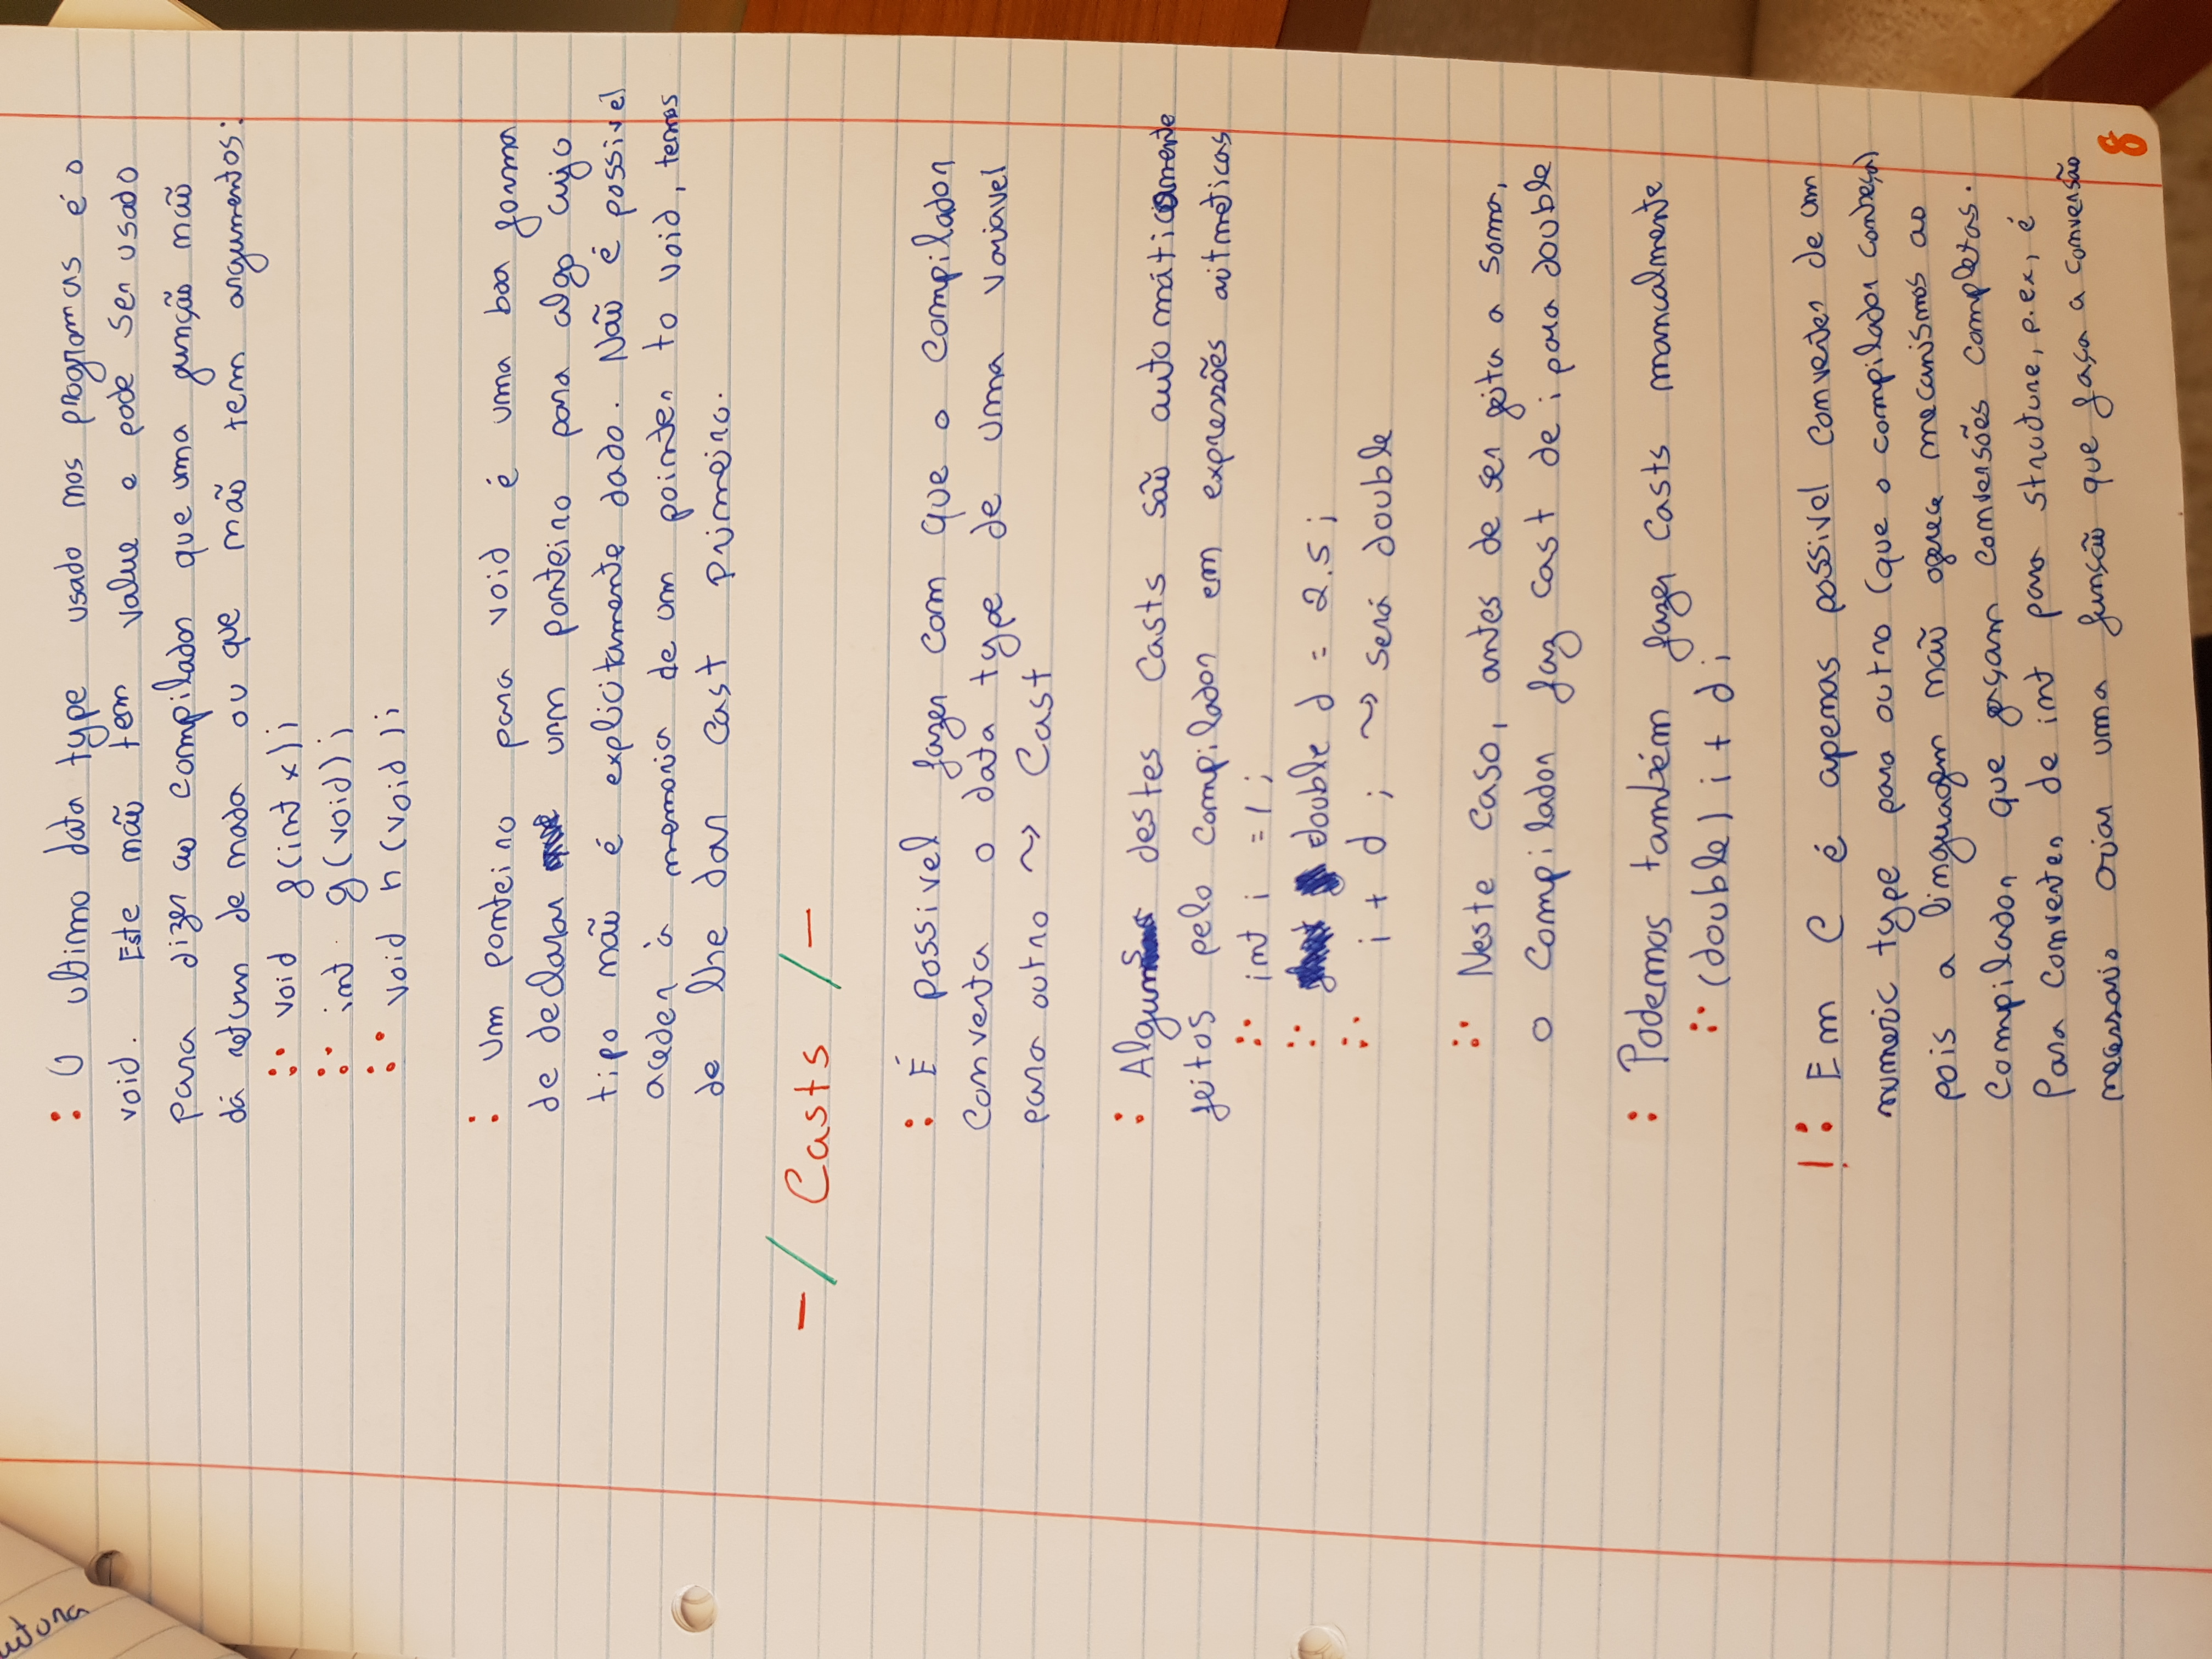 : O ultimo data type usado nos programas é o
void. Este não tem value e pode ser usado
para dizer ao compilador que uma função não
dá return de nada ou que não tem argumentos:
:· void f(int x);
:· int g(void);
:· void h(void);
: Um ponteiro para void é uma boa forma
de declarar um ponteiro para algo cujo
tipo não é explicitamente dado. Não é possivel
aceder à memoria de um pointer to void, temos
de lhe dar cast primeiro.
-/ Casts /-
: É possivel fazer com que o compilador
converta o data type de uma variavel
para outro ~> Cast
: Alguns destes Casts são automáticamente
feitos pelo compilador em expressões aritméticas
:· int i = 1;
:· double d = 2.5;
:· i + d ; ~> será double
:· Neste caso, antes de ser feita a soma,
o compilador faz cast de i para double
: Podemos também fazer Casts manualmente
:· (double) i + d;
! : Em C é apenas possivel converter de um
numeric type para outro (que o compilador conheça)
pois a linguagem não oferece mecanismos ao
compilador que façam conversões completas.
Para converter de int para structure, p.ex, é
necessario criar uma função que faça a conversão
8